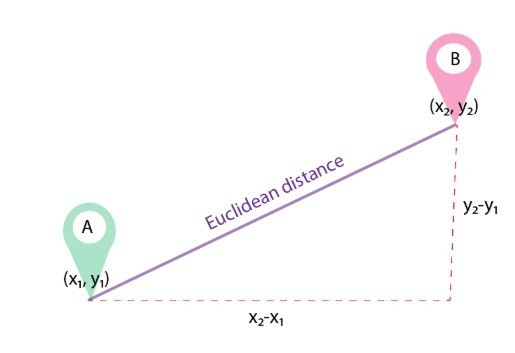 B
(x₂, y₂)
Euclidean distance
y₂-y₁
A
(x₁, y₁)
x₂-x₁